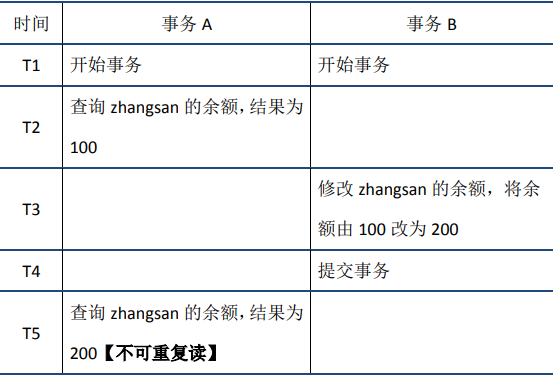 时间 事务 A 事务 B
T1 开始事务 开始事务
T2 查询 zhangsan 的余额，结果为
100
T3 修改 zhangsan 的余额，将余
额由 100 改为 200
T4 提交事务
T5 查询 zhangsan 的余额，结果为
200【不可重复读】